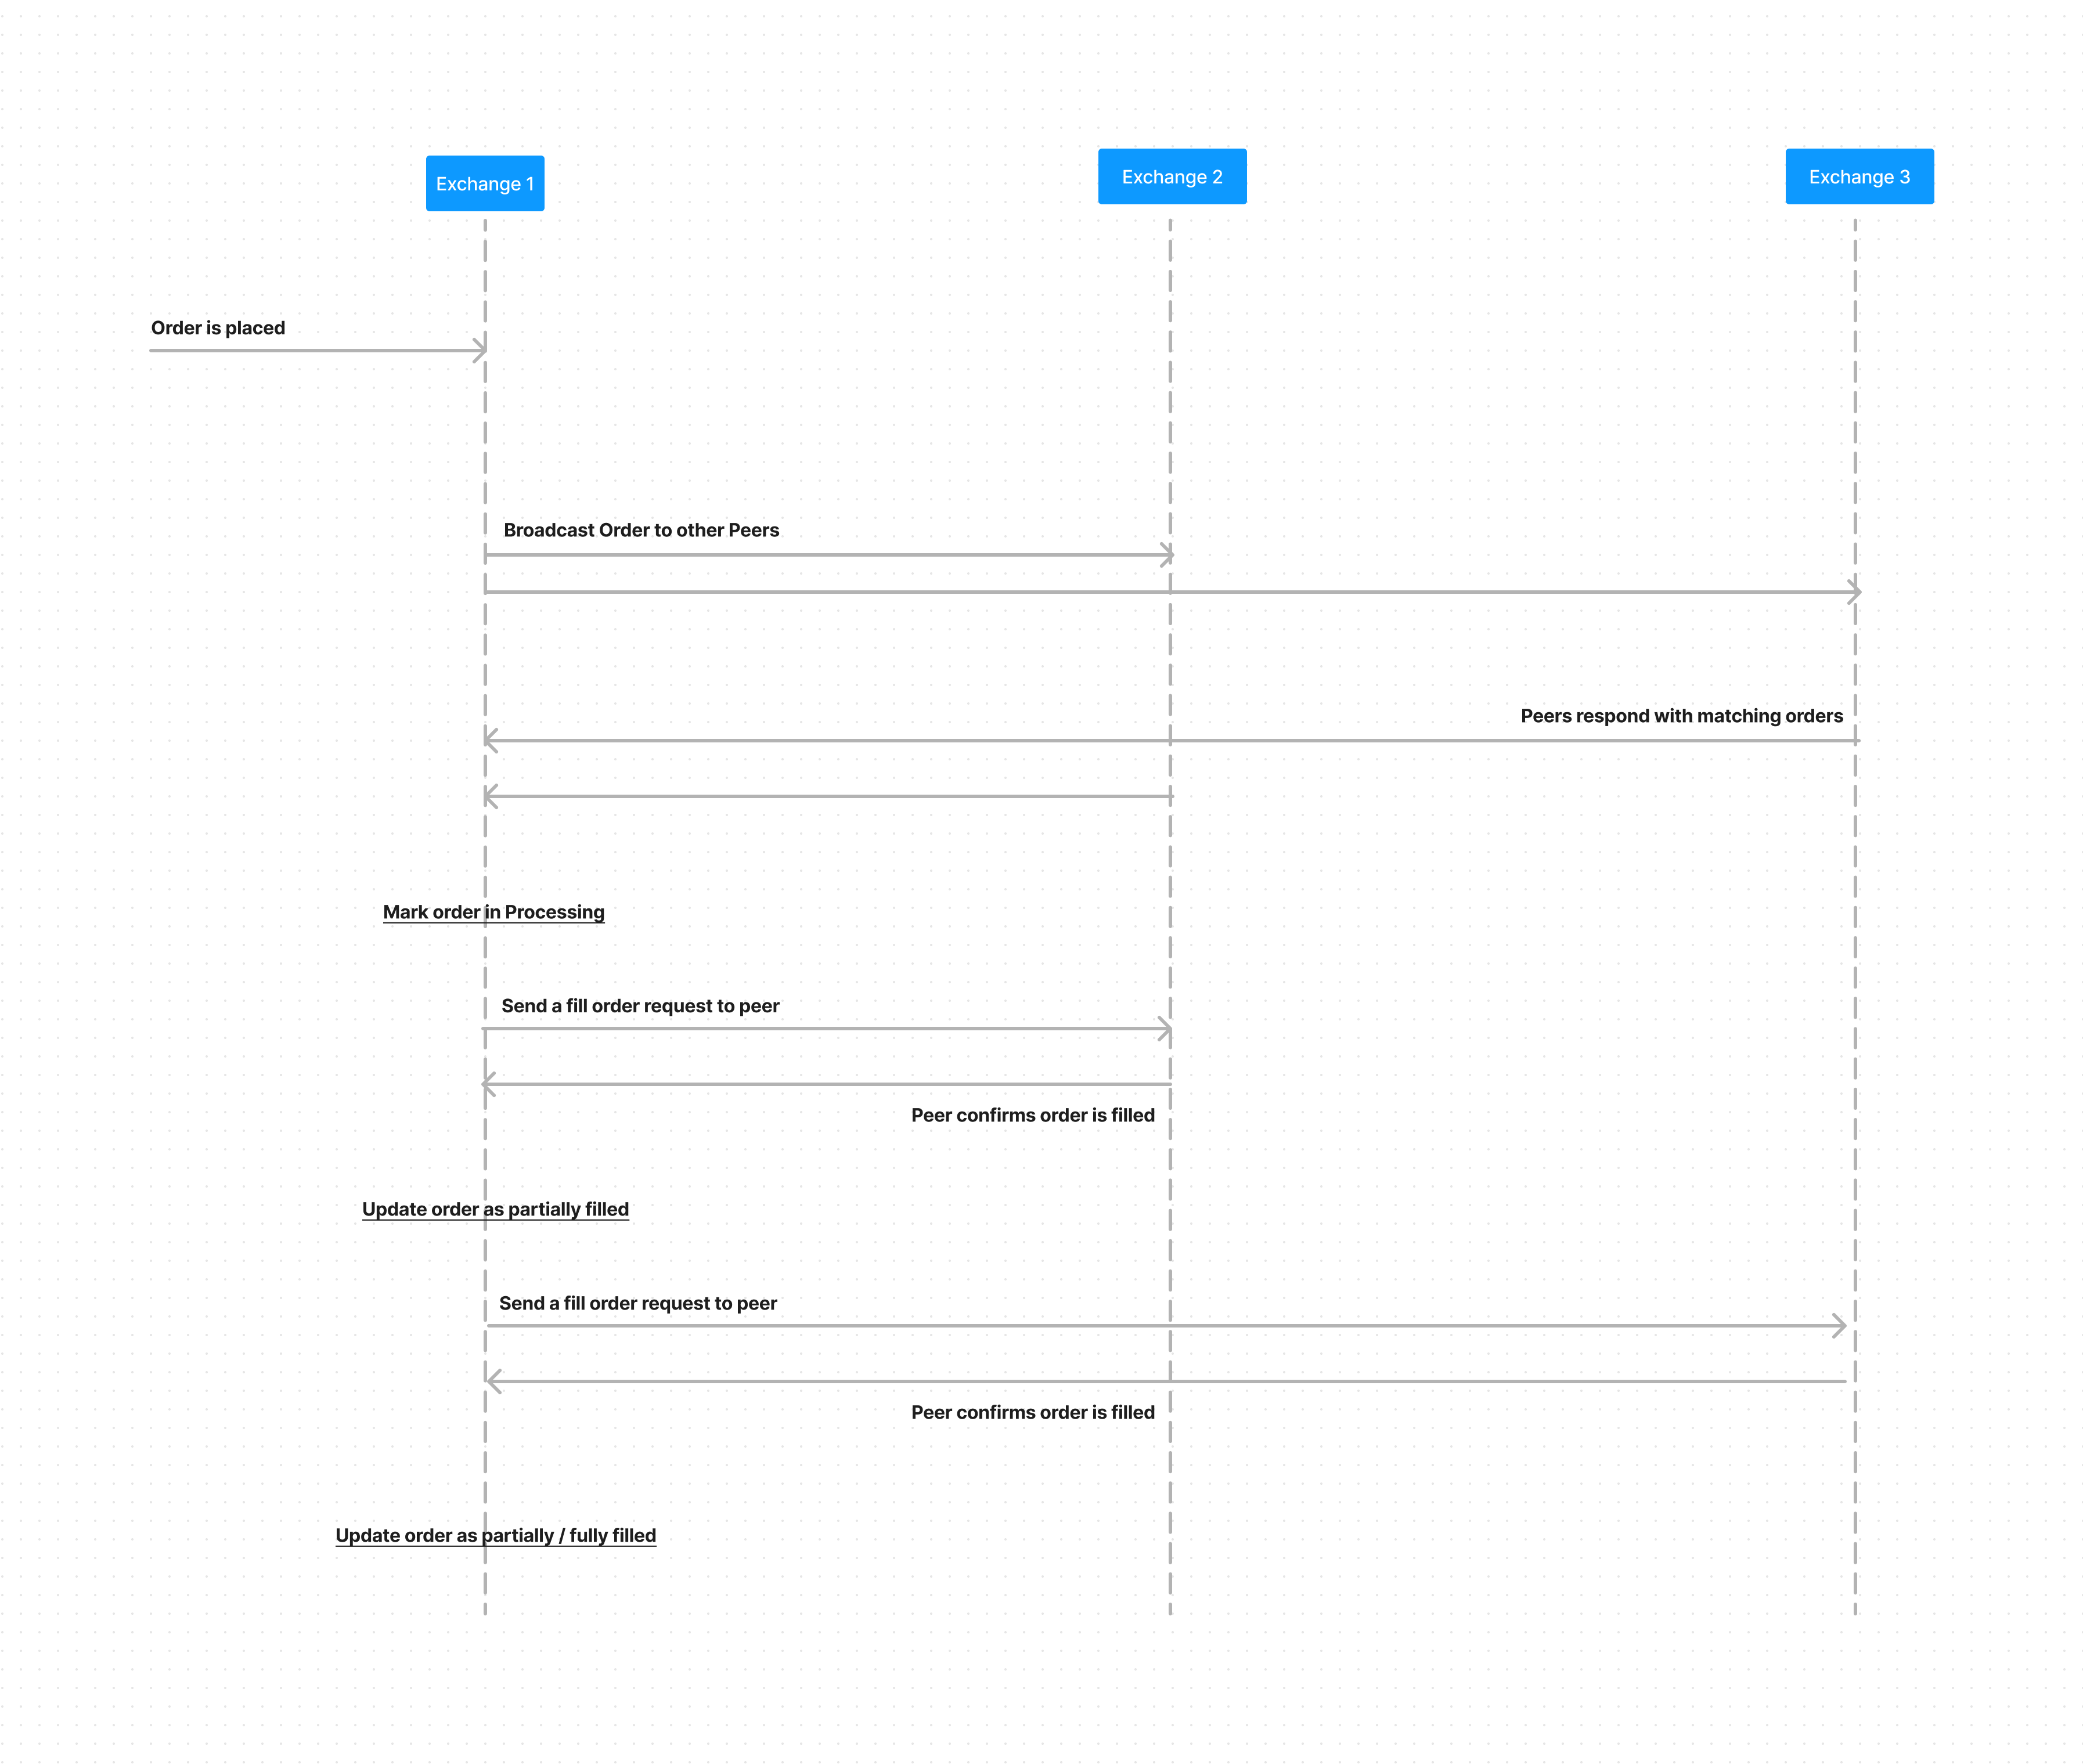 Exchange 1
Exchange 2
Exchange 3
Order is placed
Broadcast Order to other Peers
Peers respond with matching orders
Mark order in Processing
Send a fill order request to peer
Peer confirms order is filled
Update order as partially filled
Send a fill order request to peer
Peer confirms order is filled
Update order as partially / fully filled